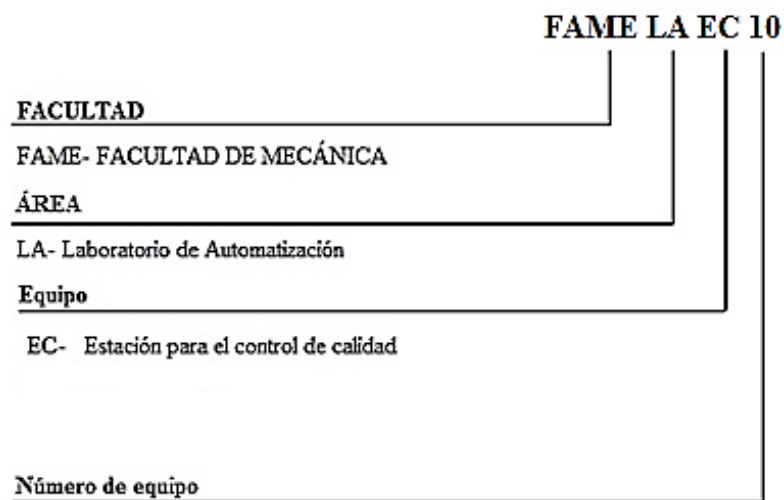 FAME LA EC 10
FACULTAD
FAME- FACULTAD DE MECÁNICA
ÁREA
LA- Laboratorio de Automatización
Equipo
EC- Estación para el control de calidad
Número de equipo